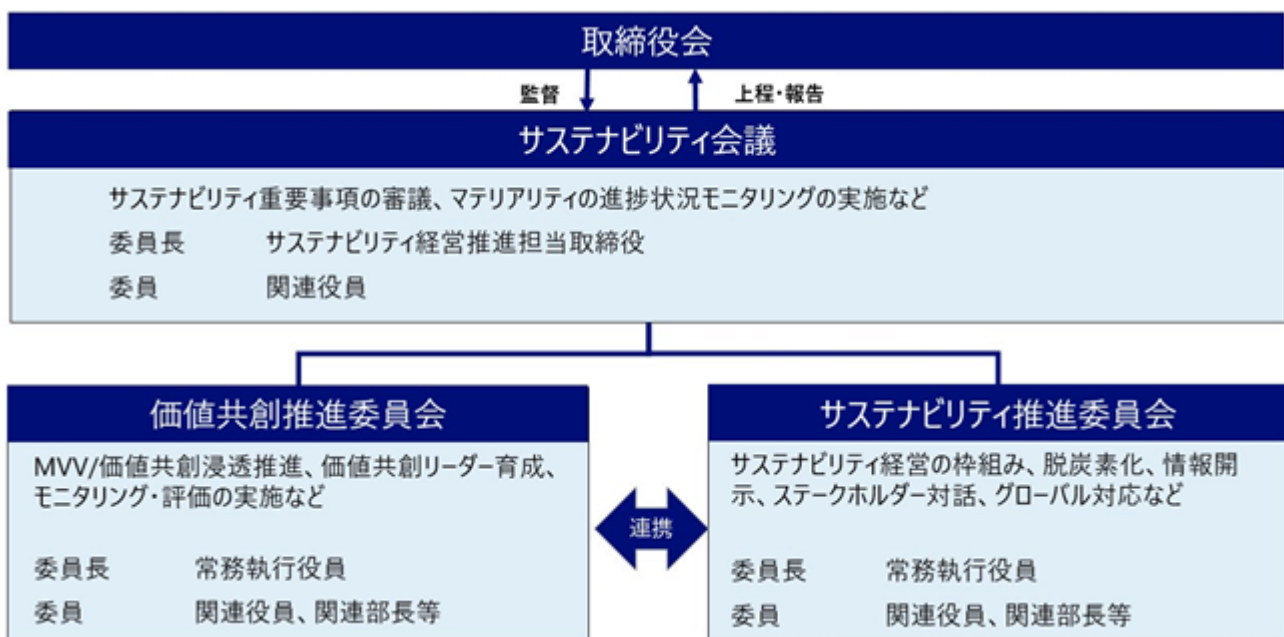 取締役会
監督
上程・報告
サステナビリティ会議
サステナビリティ重要事項の審議、マテリアリティの進捗状況モニタリングの実施など
委員長 サステナビリティ経営推進担当取締役
委員 関連役員
価値共創推進委員会
MVV/価値共創浸透推進、価値共創リーダー育成、
モニタリング・評価の実施など
委員長 常務執行役員
委員 関連役員、関連部長等
連携
サステナビリティ推進委員会
サステナビリティ経営の枠組み、脱炭素化、情報開
示、ステークホルダー対話、グローバル対応など
委員長 常務執行役員
委員 関連役員、関連部長等